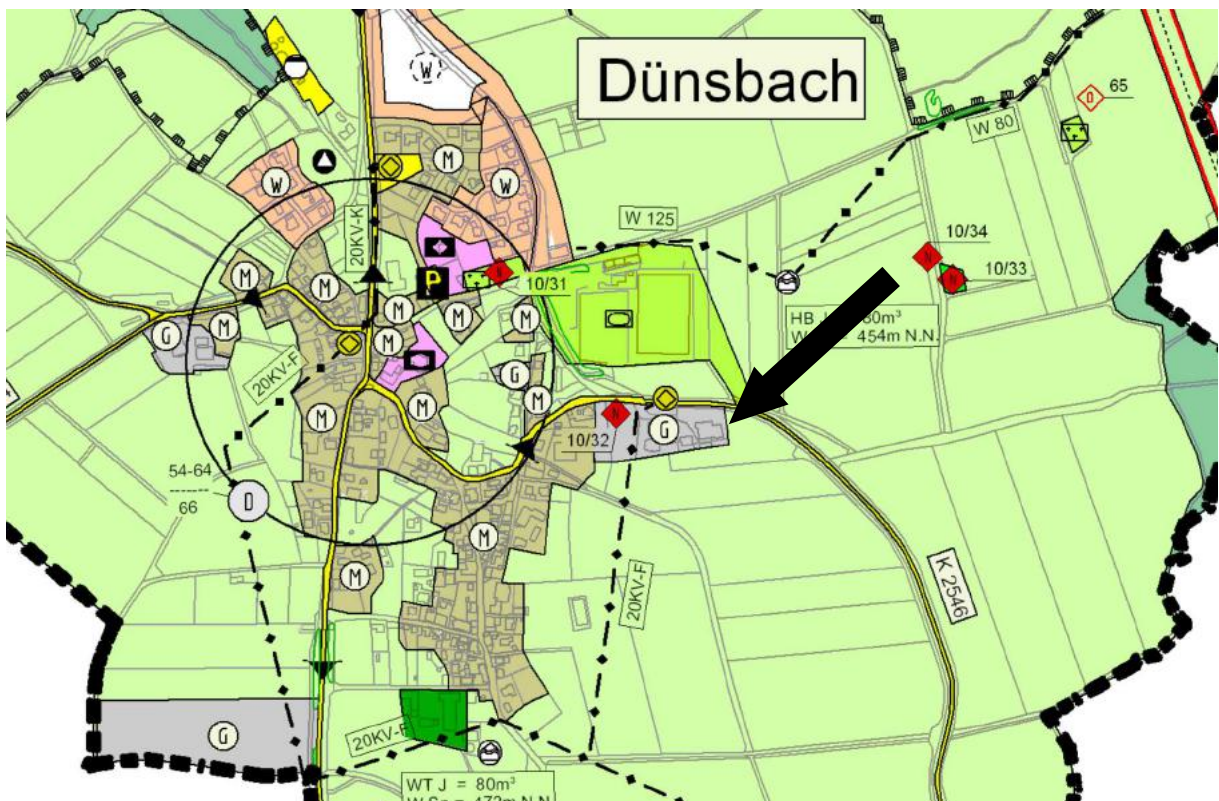 W
Dünsbach
65
D
W 80
M
W
W
20KV-K
W 125
10/34
N
10/33
N
P
N
10/31
M
M
M
M
M
HB J
80m³
= 454m N.N.
G
M
M
G
20KV-F
M
M
M
N
G
10/32
54-64
66
D
M
M
K 2546
20KV-F
G
20KV-F
WT J = 80m³